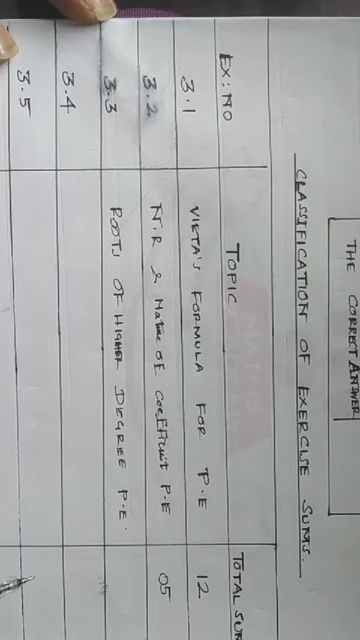 THE CORRECT ANSWER
CLASSIFICATION OF EXERCISE SUMS.
EX: NO TOPIC TOTAL SUM
3.1 VIETA'S FORMULA FOR P.E 12
3.2 N.R & Nature OF Coefficient P.E 05
3.3 ROOTS OF HIGHER DEGREE P.E.
3.4
3.5